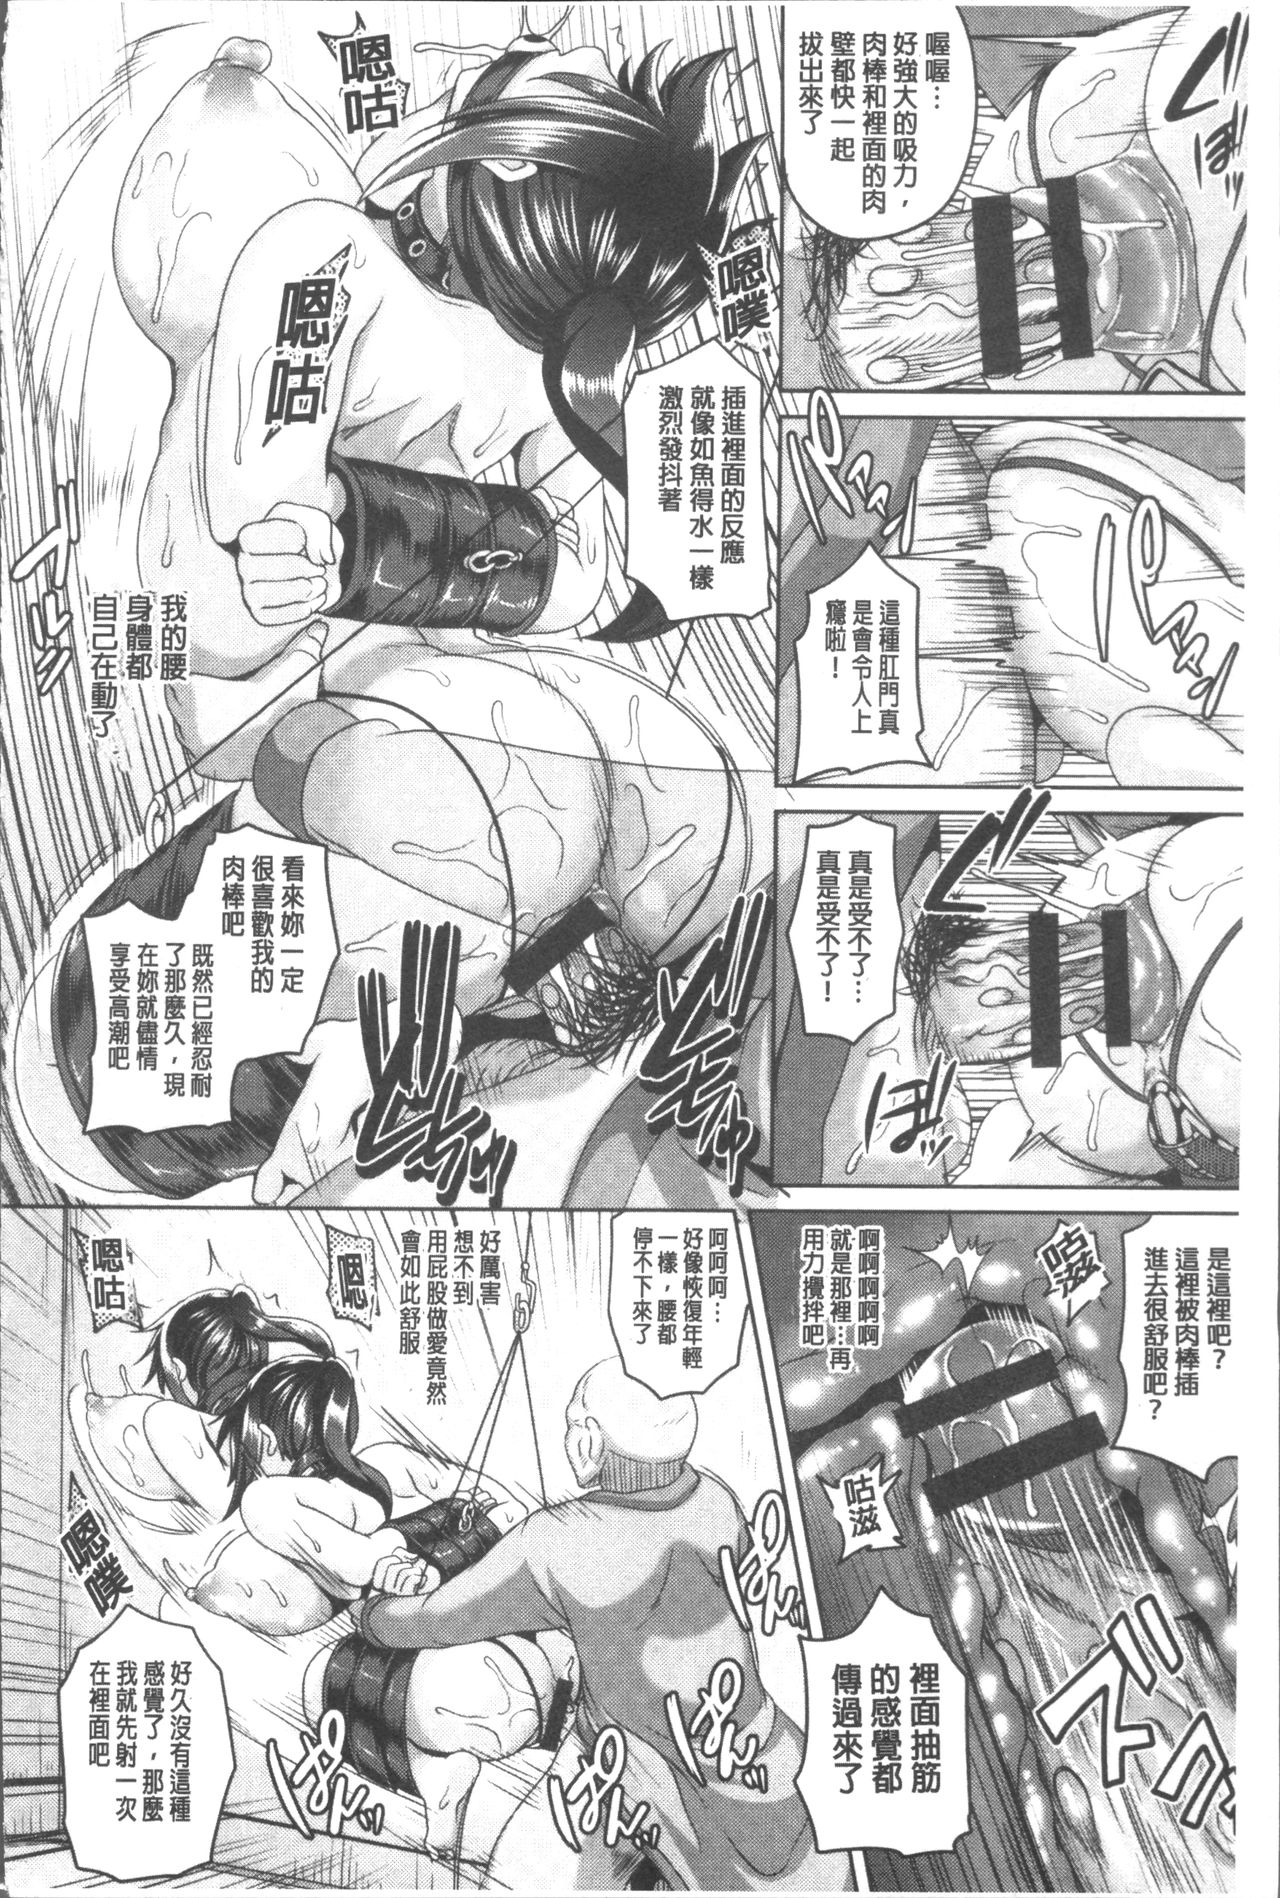 喔喔…
好強大的吸力，
肉棒和裡面的肉
壁都快一起
拔出來了
這種肛門真
是會令人上
癮啦！
真是受不了…
真是受不了！
嗯咕
嗯咕
嗯噗
插進裡面的反應
就像如魚得水一樣
激烈發抖著
我的腰
身體都
自己在動了
看來妳一定
很喜歡我的
肉棒吧
既然已經忍耐
了那麼久，現
在妳就儘情
享受高潮吧
是這裡吧？
這裡被肉棒插
進去很舒服吧？
咕滋
啊啊啊啊啊
就是那裡…再
用力攪拌吧
咕滋
裡面抽筋
的感覺都
傳過來了
呵呵呵…
好像恢復年輕
一樣，腰都
停不下來了
好厲害
想不到
用屁股做愛竟然
會如此舒服
嗯
嗯咕
嗯噗
好久沒有這種
感覺了，那麼
我就先射一次
在裡面吧